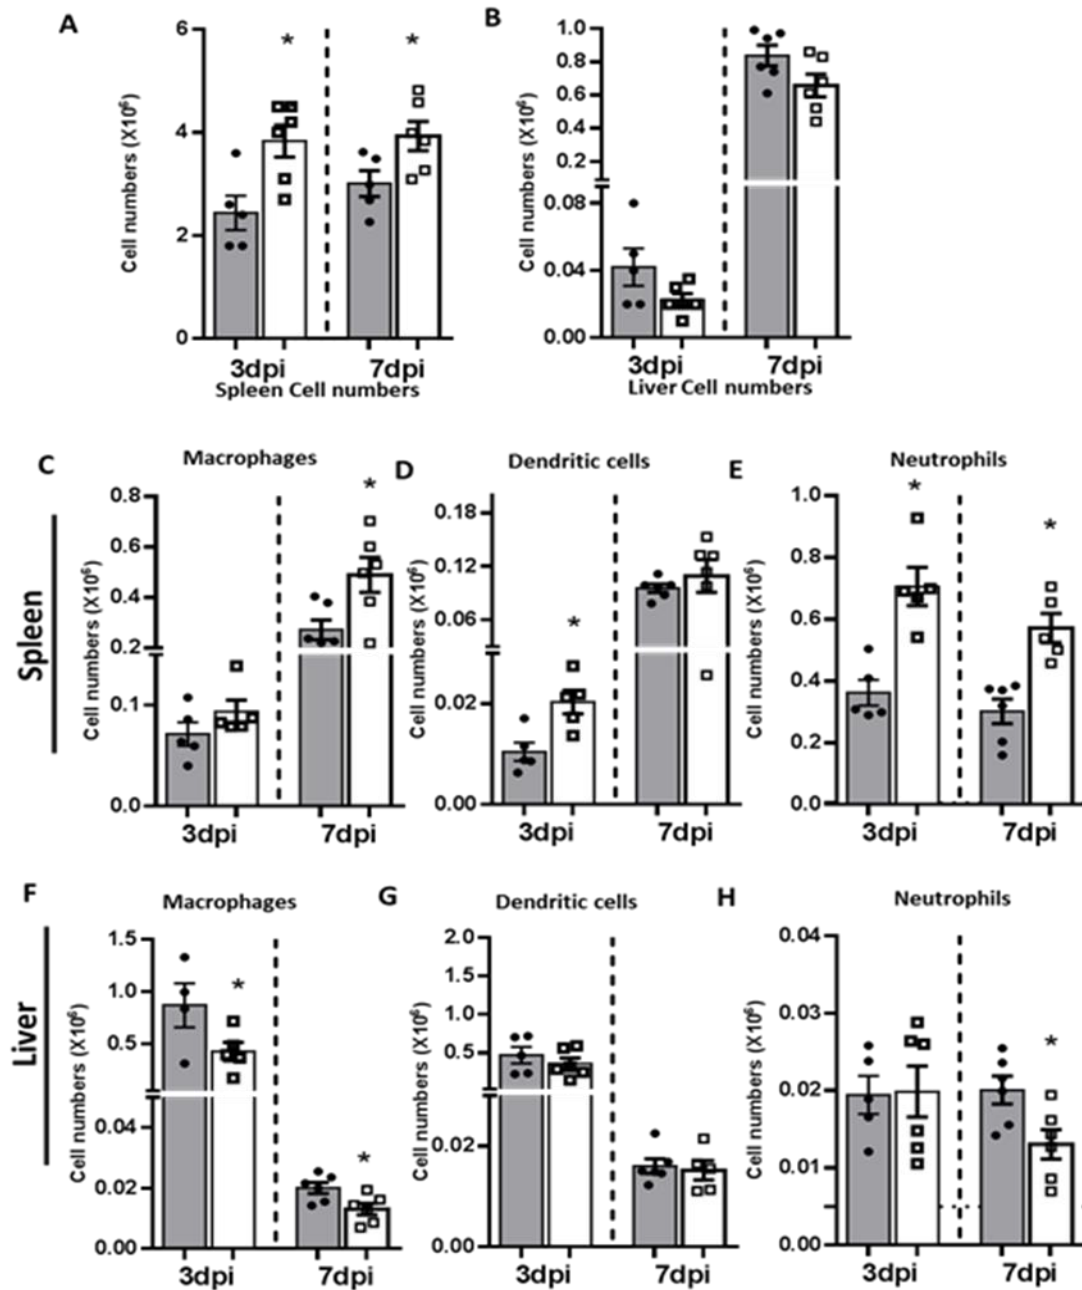 A
B
*
*
6
4
2
0
Cell numbers (X10⁶)
3dpi
7dpi
Spleen Cell numbers
1.0
0.8
0.6
0.4
0.2
0.08
0.04
0.00
Cell numbers (X10⁶)
3dpi
7dpi
Liver Cell numbers
Spleen
C
Macrophages
*
0.8
0.6
0.4
0.2
0.1
0.0
Cell numbers (X10⁶)
3dpi
7dpi
D
Dendritic cells
*
0.18
0.12
0.06
0.02
0.00
Cell numbers (X10⁶)
3dpi
7dpi
E
Neutrophils
*
*
1.0
0.8
0.6
0.4
0.2
0.0
Cell numbers (X10⁶)
3dpi
7dpi
Liver
F
Macrophages
*
*
1.5
1.0
0.5
0.04
0.02
0.00
Cell numbers (X10⁶)
3dpi
7dpi
G
Dendritic cells
2.0
1.5
1.0
0.5
0.02
0.00
Cell numbers (X10⁶)
3dpi
7dpi
H
Neutrophils
*
0.04
0.03
0.02
0.01
0.00
Cell numbers (X10⁶)
3dpi
7dpi